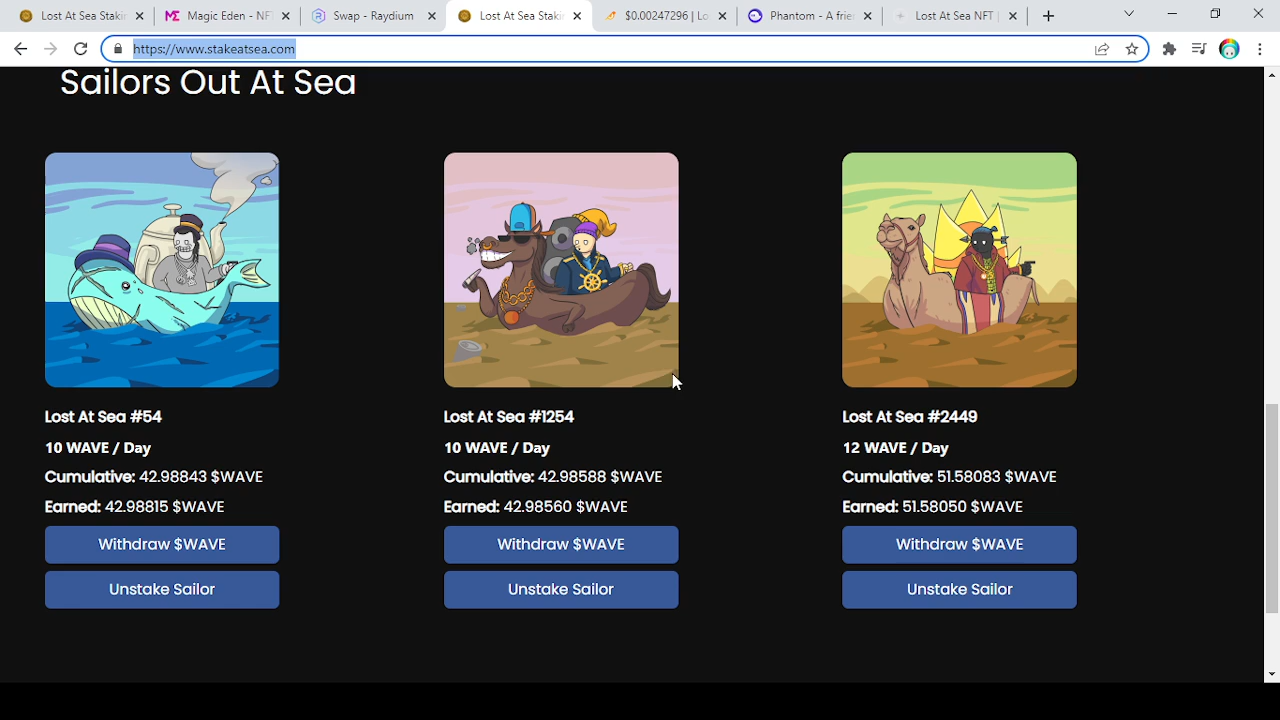 Lost At Sea Stakin
Magic Eden - NF
Swap - Raydium
Lost At Sea Stakin
$0.00247296 | Lo
Phantom - A frie
Lost At Sea NFT |
https://www.stakeatsea.com
Sailors Out At Sea
Lost At Sea #54
10 WAVE / Day
Cumulative: 42.98843 $WAVE
Earned: 42.98815 $WAVE
Withdraw $WAVE
Unstake Sailor
Lost At Sea #1254
10 WAVE / Day
Cumulative: 42.98588 $WAVE
Earned: 42.98560 $WAVE
Withdraw $WAVE
Unstake Sailor
Lost At Sea #2449
12 WAVE / Day
Cumulative: 51.58083 $WAVE
Earned: 51.58050 $WAVE
Withdraw $WAVE
Unstake Sailor